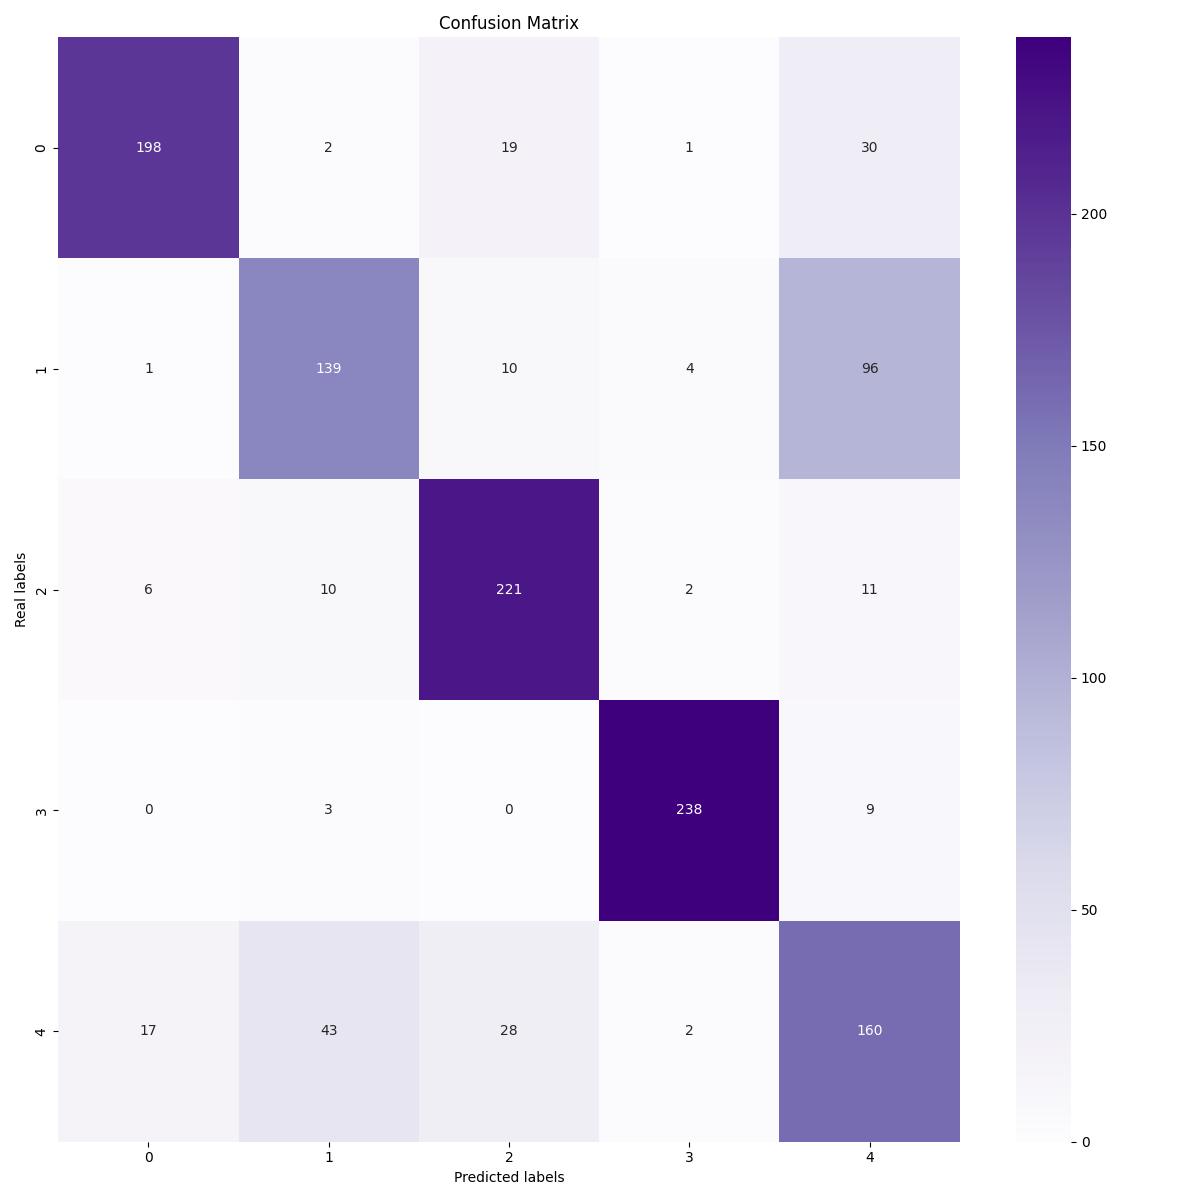 Confusion Matrix
0 198 2 19 1 30
1 1 139 10 4 96
2 6 10 221 2 11
3 0 3 0 238 9
4 17 43 28 2 160
0 1 2 3 4
Predicted labels
Real labels
200
150
100
50
0